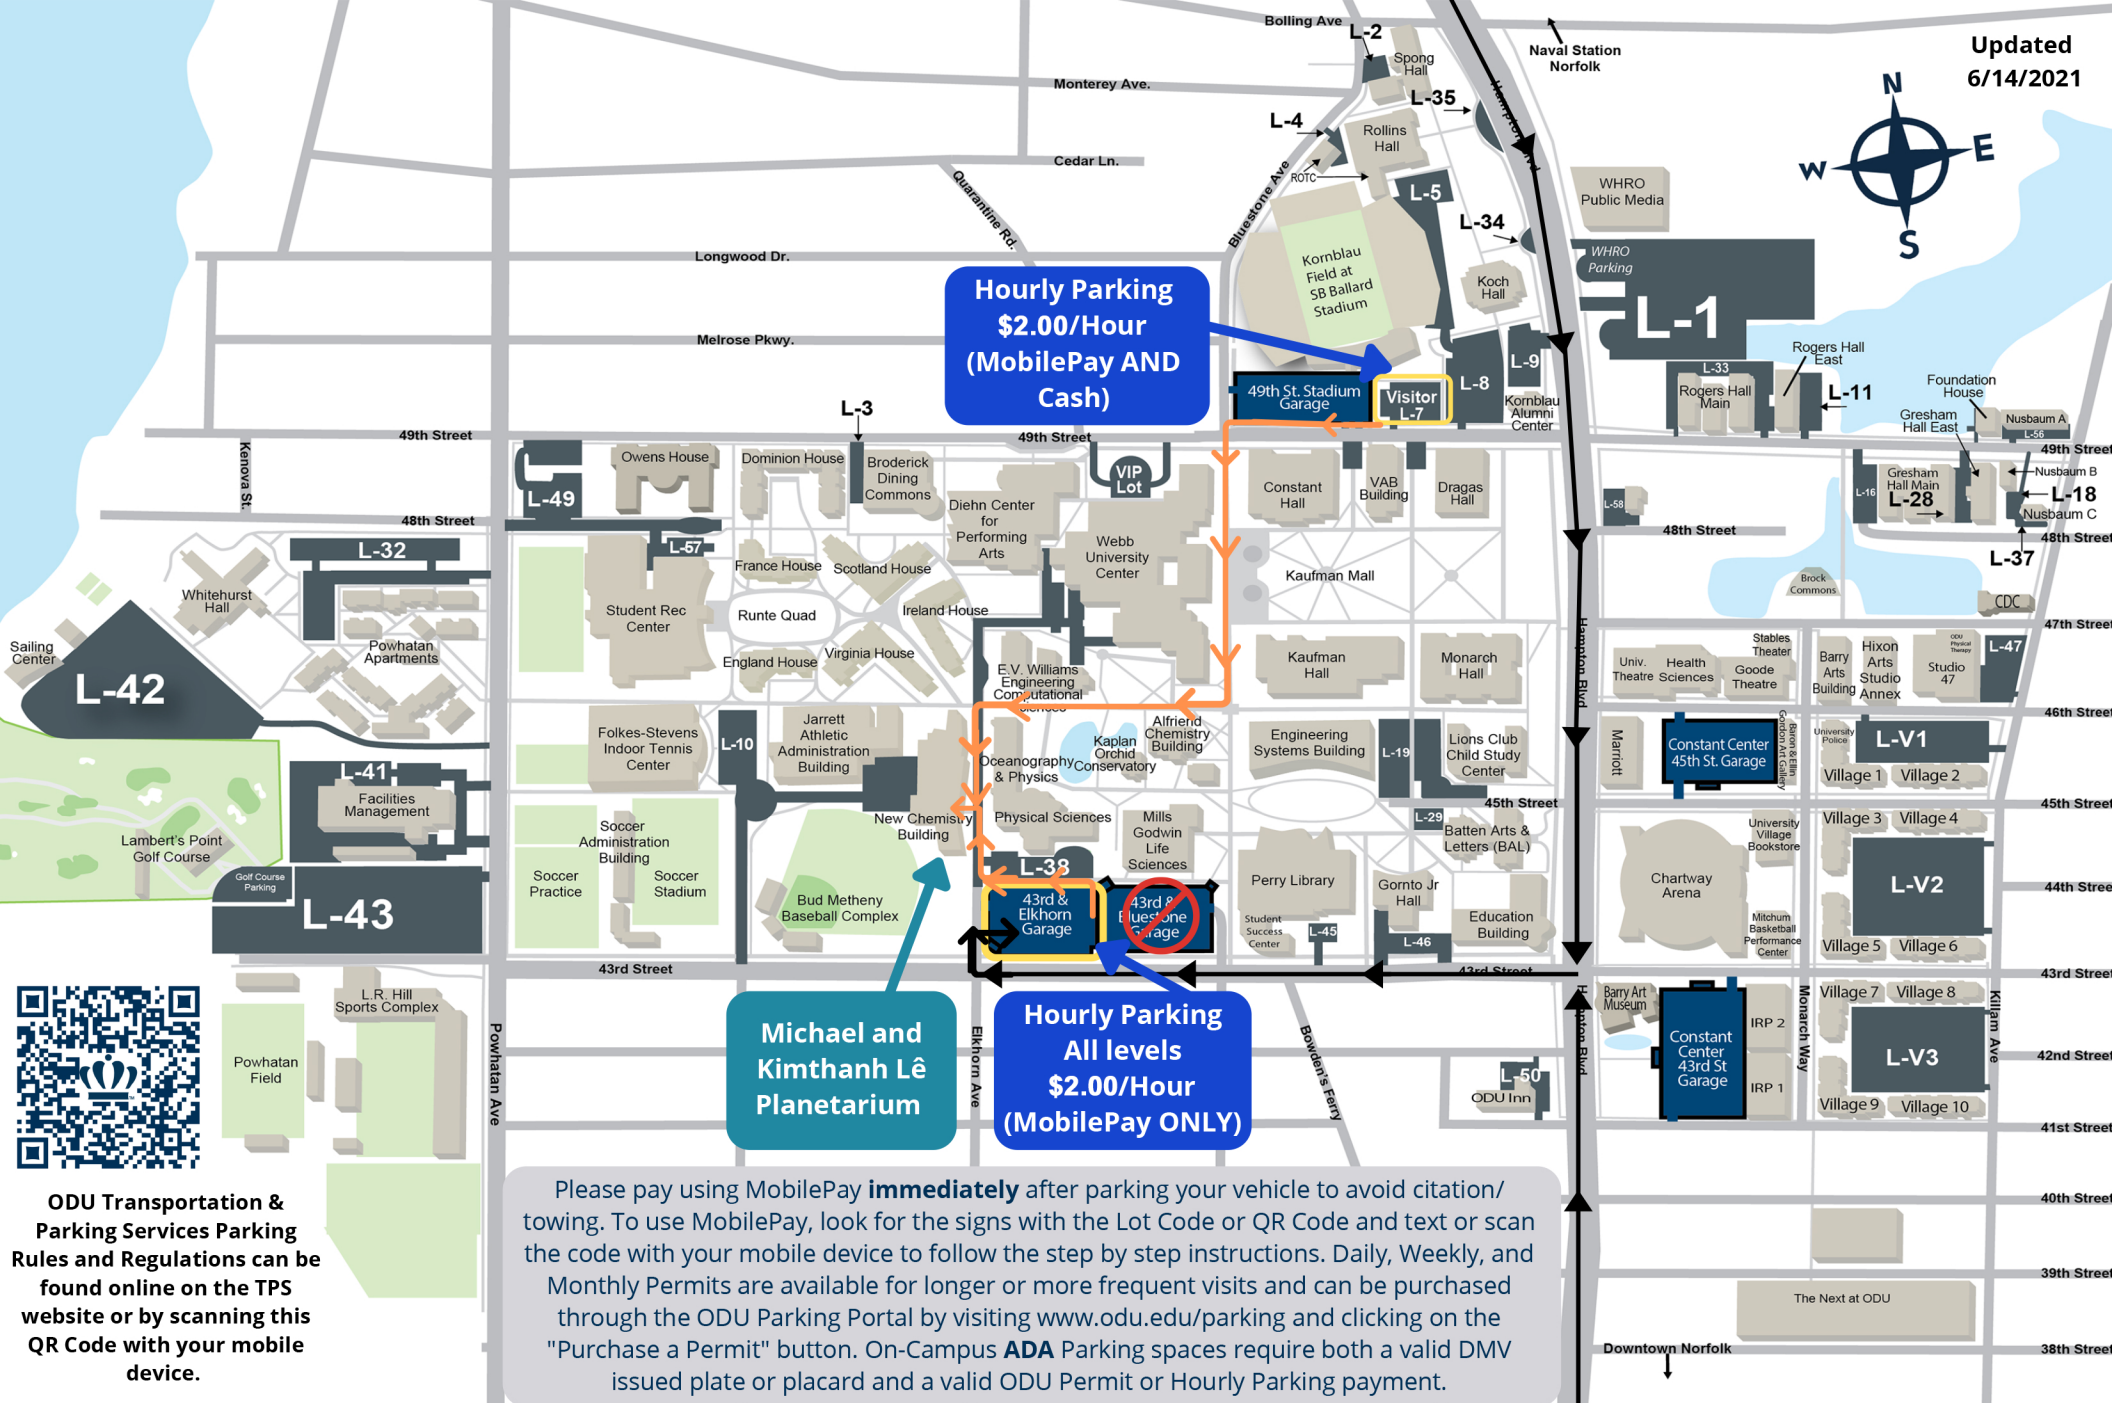 Bolling Ave
L-2
Spong
Hall
Naval Station
Norfolk
Updated
6/14/2021
N
E
W
S
Monterey Ave.
L-35
L-4
Rollins
Hall
Hampton Blvd
Cedar Ln.
ROTC
Quarantine Rd.
Bluestone Ave
L-5
L-34
WHRO
Public Media
WHRO
Parking
L-1
Longwood Dr.
Kornblau
Field at
SB Ballard
Stadium
Koch
Hall
Hourly Parking
$2.00/Hour
(MobilePay AND
Cash)
Melrose Pkwy.
L-9
L-8
49th St. Stadium
Garage
Visitor
L-7
Kornblau
Alumni
Center
L-33
Rogers Hall
Main
Rogers Hall
East
L-11
Foundation
House
Gresham
Hall East
Nusbaum A
L-56
L-3
49th Street
49th Street
49th Street
Kenova St.
L-49
Owens House
Dominion House
Broderick
Dining
Commons
VIP
Lot
Diehn Center
for
Performing
Arts
Webb
University
Center
Constant
Hall
VAB
Building
Dragas
Hall
L-58
L-16
Gresham
Hall Main
L-28
Nusbaum B
L-18
Nusbaum C
L-37
48th Street
48th Street
48th Street
L-32
L-57
Whitehurst
Hall
Powhatan
Apartments
Sailing
Center
L-42
Student Rec
Center
France House
Scotland House
Runte Quad
Ireland House
England House
Virginia House
E.V. Williams
Engineering
Computational
Sciences
Kaufman Mall
Kaufman
Hall
Monarch
Hall
Hampton Blvd
Brock
Commons
CDC
47th Street
Univ.
Theatre
Health
Sciences
Stables
Theater
Goode
Theatre
Barry
Arts
Building
Hixon
Arts
Studio
Annex
ODU
Physical
Therapy
Studio
47
L-47
46th Street
Folkes-Stevens
Indoor Tennis
Center
L-10
Jarrett
Athletic
Administration
Building
Oceanography
& Physics
Kaplan
Orchid
Conservatory
Alfriend
Chemistry
Building
Engineering
Systems Building
L-19
Lions Club
Child Study
Center
Marriott
Constant Center
45th St. Garage
Baron & Ellin
Gordon Art Gallery
University
Police
L-V1
Village 1
Village 2
L-41
Facilities
Management
Lambert's Point
Golf Course
Golf Course
Parking
L-43
45th Street
45th Street
Soccer
Administration
Building
Soccer
Practice
Soccer
Stadium
New Chemistry
Building
Physical Sciences
Mills
Godwin
Life
Sciences
L-29
Batten Arts &
Letters (BAL)
Bud Metheny
Baseball Complex
L-38
43rd &
Elkhorn
Garage
43rd &
Bluestone
Garage
Perry Library
Student
Success
Center
Gornto Jr
Hall
L-45
L-46
Education
Building
Chartway
Arena
University
Village
Bookstore
Village 3
Village 4
L-V2
44th Street
Mitchum
Basketball
Performance
Center
Village 5
Village 6
43rd Street
43rd Street
43rd Street
L.R. Hill
Sports Complex
Powhatan
Field
Powhatan Ave
Elkhorn Ave
Bowden's Ferry
Hampton Blvd
Monarch Way
Killam Ave
Michael and
Kimthanh Lê
Planetarium
Hourly Parking
All levels
$2.00/Hour
(MobilePay ONLY)
L-50
ODU Inn
Barry Art
Museum
Constant
Center
43rd St
Garage
IRP 2
IRP 1
Village 7
Village 8
L-V3
42nd Street
Village 9
Village 10
41st Street
40th Street
39th Street
The Next at ODU
Downtown Norfolk
38th Street
ODU Transportation &
Parking Services Parking
Rules and Regulations can be
found online on the TPS
website or by scanning this
QR Code with your mobile
device.
Please pay using MobilePay immediately after parking your vehicle to avoid citation/
towing. To use MobilePay, look for the signs with the Lot Code or QR Code and text or scan
the code with your mobile device to follow the step by step instructions. Daily, Weekly, and
Monthly Permits are available for longer or more frequent visits and can be purchased
through the ODU Parking Portal by visiting www.odu.edu/parking and clicking on the
"Purchase a Permit" button. On-Campus ADA Parking spaces require both a valid DMV
issued plate or placard and a valid ODU Permit or Hourly Parking payment.